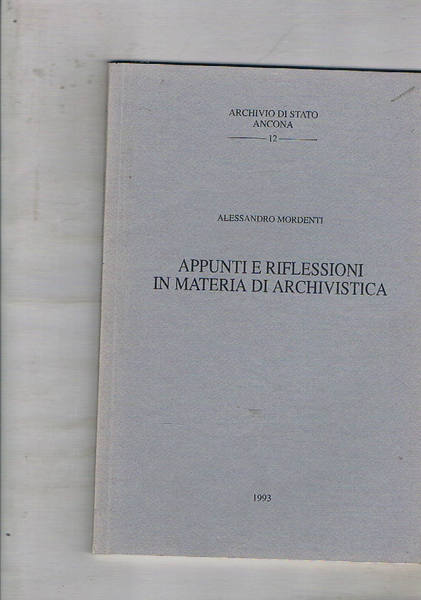 ARCHIVIO DI STATO
ANCONA
12
ALESSANDRO MORDENTI
APPUNTI E RIFLESSIONI
IN MATERIA DI ARCHIVISTICA
1993